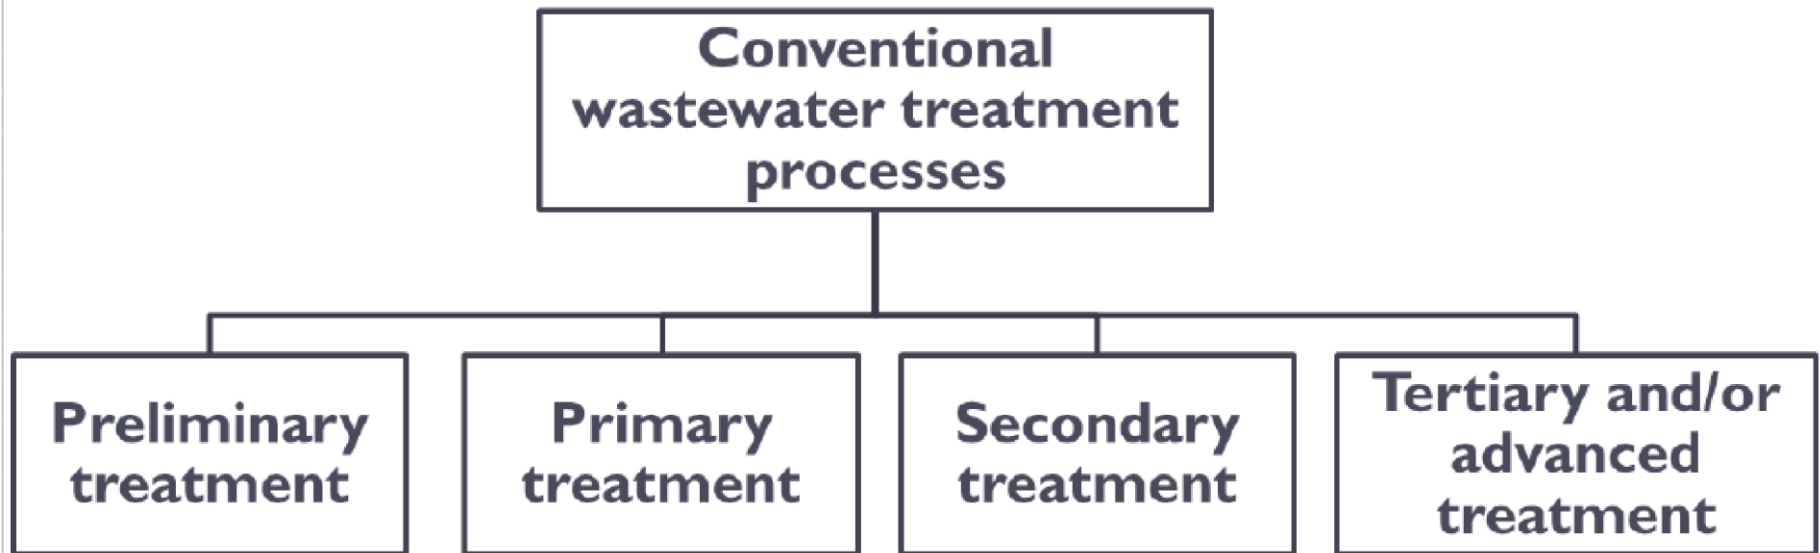 Conventional
wastewater treatment
processes
Preliminary
treatment
Primary
treatment
Secondary
treatment
Tertiary and/or
advanced
treatment